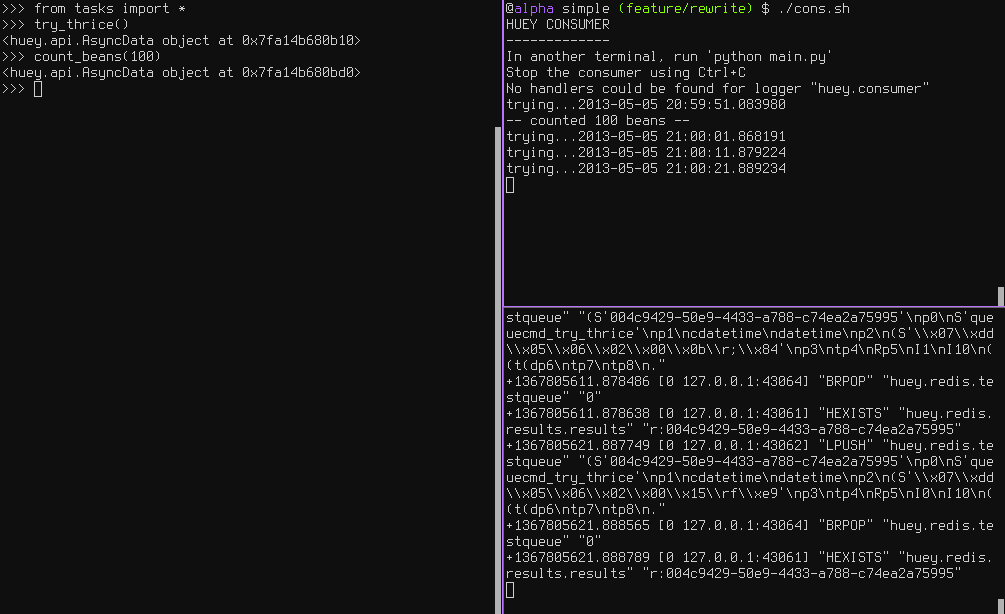 >>> from tasks import *
>>> try_thrice()
<huey.api.AsyncData object at 0x7fa14b680b10>
>>> count_beans(100)
<huey.api.AsyncData object at 0x7fa14b680bd0>
>>>
@alpha simple (feature/rewrite) $ ./cons.sh
HUEY CONSUMER
-------------
In another terminal, run 'python main.py'
Stop the consumer using Ctrl+C
No handlers could be found for logger "huey.consumer"
trying...2013-05-05 20:59:51.083980
-- counted 100 beans --
trying...2013-05-05 21:00:01.868191
trying...2013-05-05 21:00:11.879224
trying...2013-05-05 21:00:21.889234
stqueue" "(S'004c9429-50e9-4433-a788-c74ea2a75995'\np0\nS'que
uecmd_try_thrice'\np1\ncdatetime\ndatetime\np2\n(S'\\x07\\xdd
\\x05\\x06\\x02\\x00\\x0b\\r;\\x84'\np3\ntp4\nRp5\nI1\nI10\n(
(t(dp6\ntp7\ntp8\n."
+1367805611.878486 [0 127.0.0.1:43064] "BRPOP" "huey.redis.te
stqueue" "0"
+1367805611.878638 [0 127.0.0.1:43061] "HEXISTS" "huey.redis.
results.results" "r:004c9429-50e9-4433-a788-c74ea2a75995"
+1367805621.887749 [0 127.0.0.1:43062] "LPUSH" "huey.redis.te
stqueue" "(S'004c9429-50e9-4433-a788-c74ea2a75995'\np0\nS'que
uecmd_try_thrice'\np1\ncdatetime\ndatetime\np2\n(S'\\x07\\xdd
\\x05\\x06\\x02\\x00\\x15\\rf\\xe9'\np3\ntp4\nRp5\nI0\nI10\n(
(t(dp6\ntp7\ntp8\n."
+1367805621.888565 [0 127.0.0.1:43064] "BRPOP" "huey.redis.te
stqueue" "0"
+1367805621.888789 [0 127.0.0.1:43061] "HEXISTS" "huey.redis.
results.results" "r:004c9429-50e9-4433-a788-c74ea2a75995"